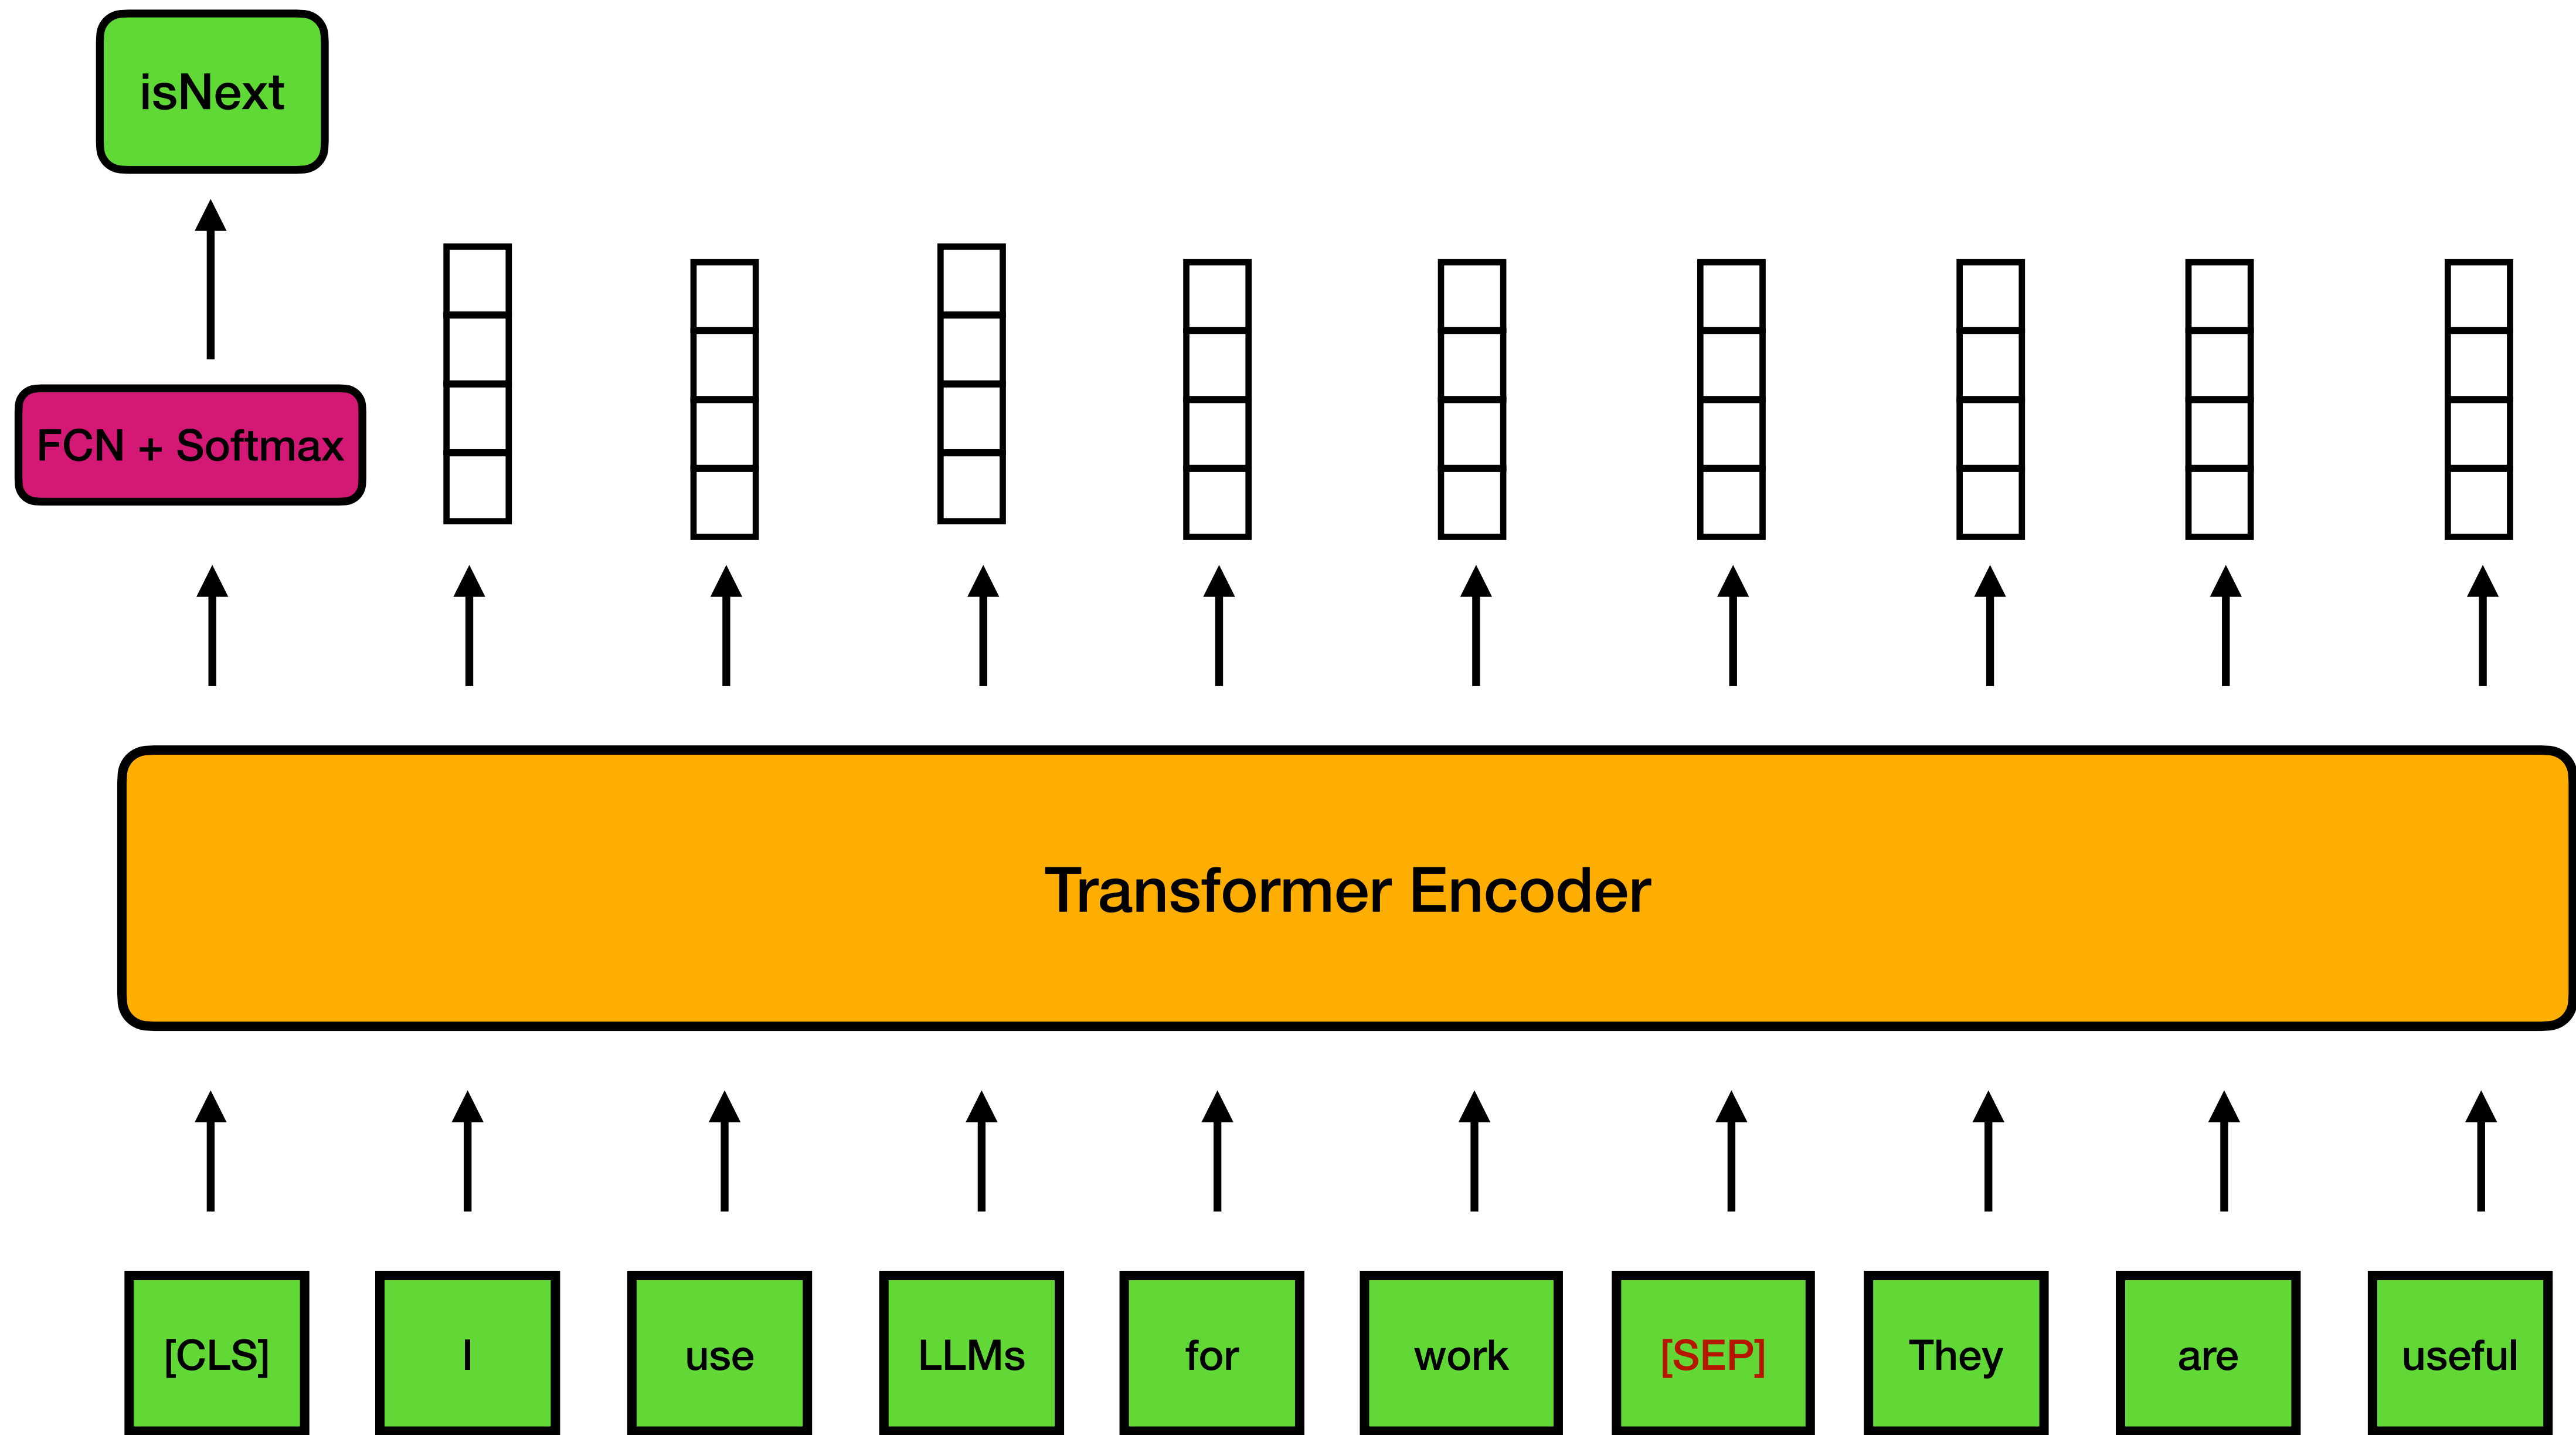 isNext
FCN + Softmax
Transformer Encoder
[CLS] I use LLMs for work [SEP] They are useful